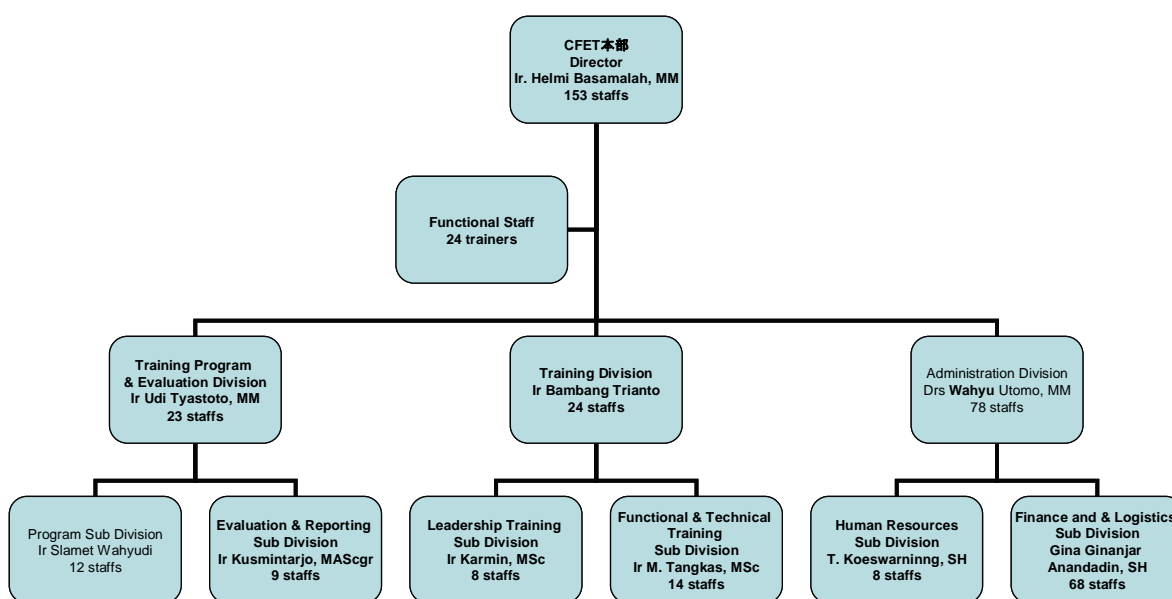 CFET本部
Director
Ir. Helmi Basamalah, MM
153 staffs
Functional Staff
24 trainers
Training Program
& Evaluation Division
Ir Udi Tyastoto, MM
23 staffs
Training Division
Ir Bambang Trianto
24 staffs
Administration Division
Drs Wahyu Utomo, MM
78 staffs
Program Sub Division
Ir Slamet Wahyudi
12 staffs
Evaluation & Reporting
Sub Division
Ir Kusmintarjo, MAScgr
9 staffs
Leadership Training
Sub Division
Ir Karmin, MSc
8 staffs
Functional & Technical
Training
Sub Division
Ir M. Tangkas, MSc
14 staffs
Human Resources
Sub Division
T. Koeswarninng, SH
8 staffs
Finance and & Logistics
Sub Division
Gina Ginanjar
Anandadin, SH
68 staffs